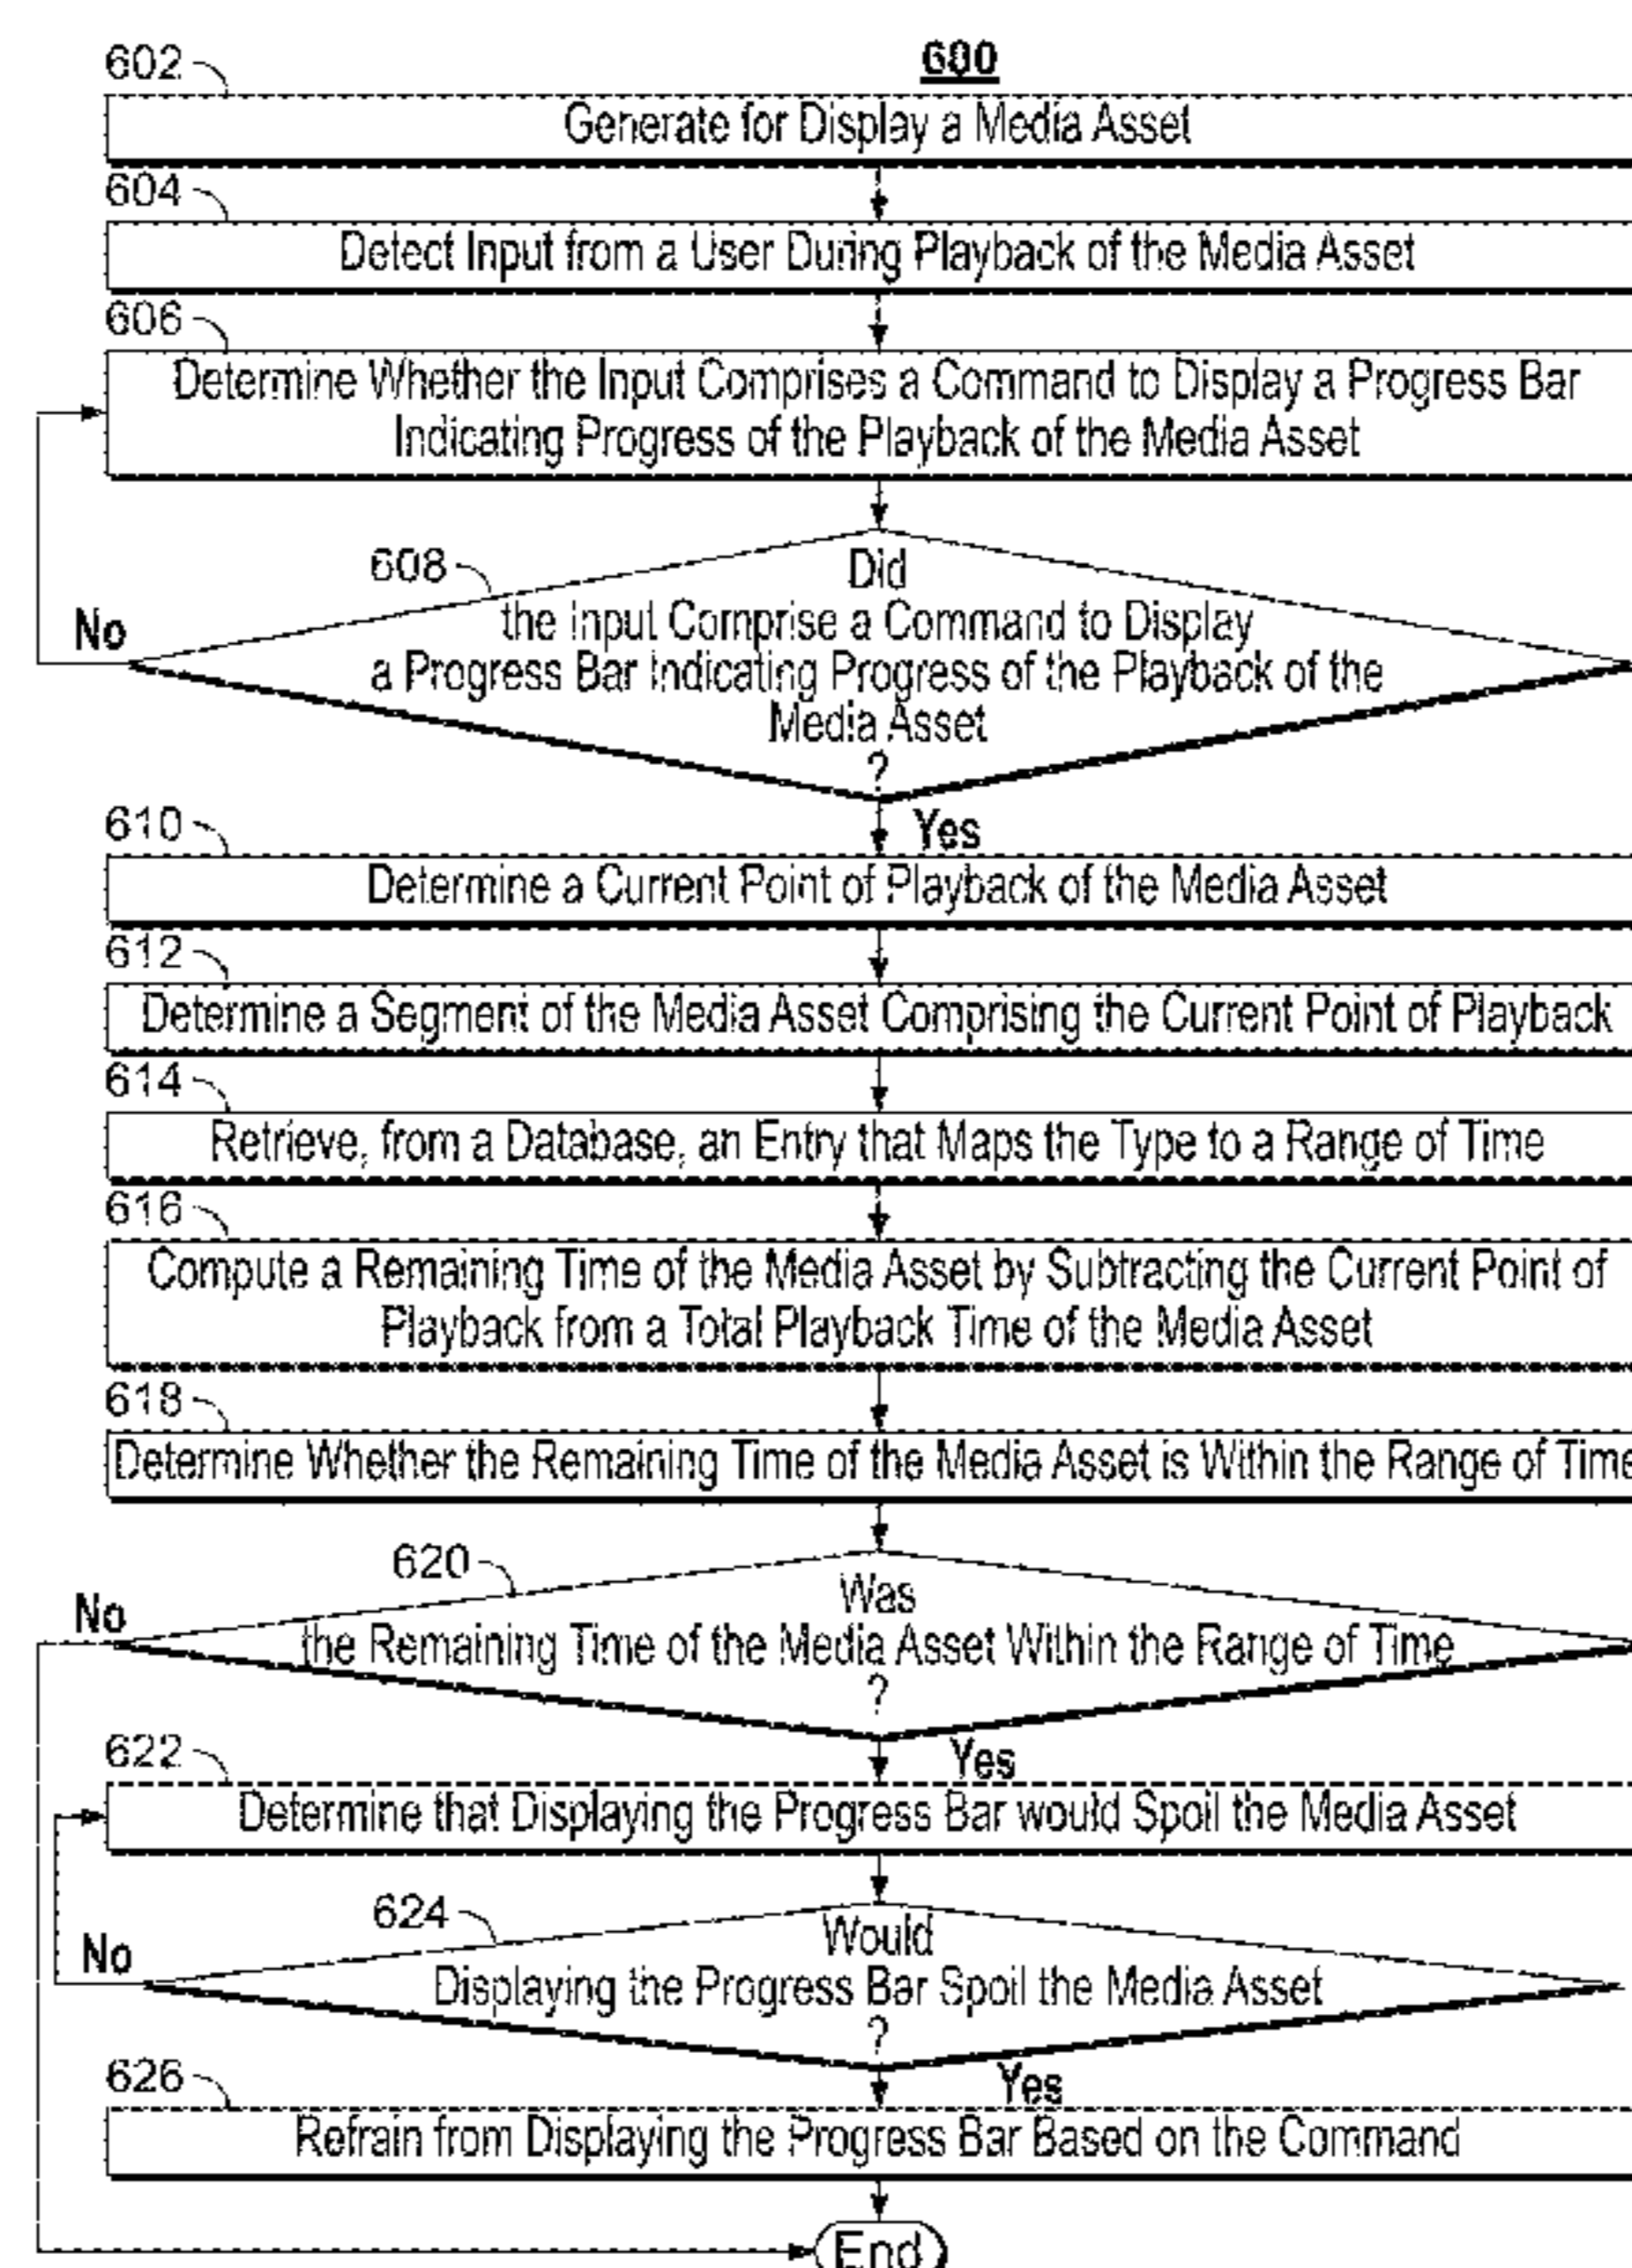 600
602
Generate for Display a Media Asset
604
Detect Input from a User During Playback of the Media Asset
606
Determine Whether the Input Comprises a Command to Display a Progress Bar
Indicating Progress of the Playback of the Media Asset
608
Did
the Input Comprise a Command to Display
a Progress Bar Indicating Progress of the Playback of the
Media Asset
?
No
Yes
610
Determine a Current Point of Playback of the Media Asset
612
Determine a Segment of the Media Asset Comprising the Current Point of Playback
614
Retrieve, from a Database, an Entry that Maps the Type to a Range of Time
616
Compute a Remaining Time of the Media Asset by Subtracting the Current Point of
Playback from a Total Playback Time of the Media Asset
618
Determine Whether the Remaining Time of the Media Asset is Within the Range of Time
620
Was
the Remaining Time of the Media Asset Within the Range of Time
?
No
Yes
622
Determine that Displaying the Progress Bar would Spoil the Media Asset
624
Would
Displaying the Progress Bar Spoil the Media Asset
?
No
Yes
626
Refrain from Displaying the Progress Bar Based on the Command
End